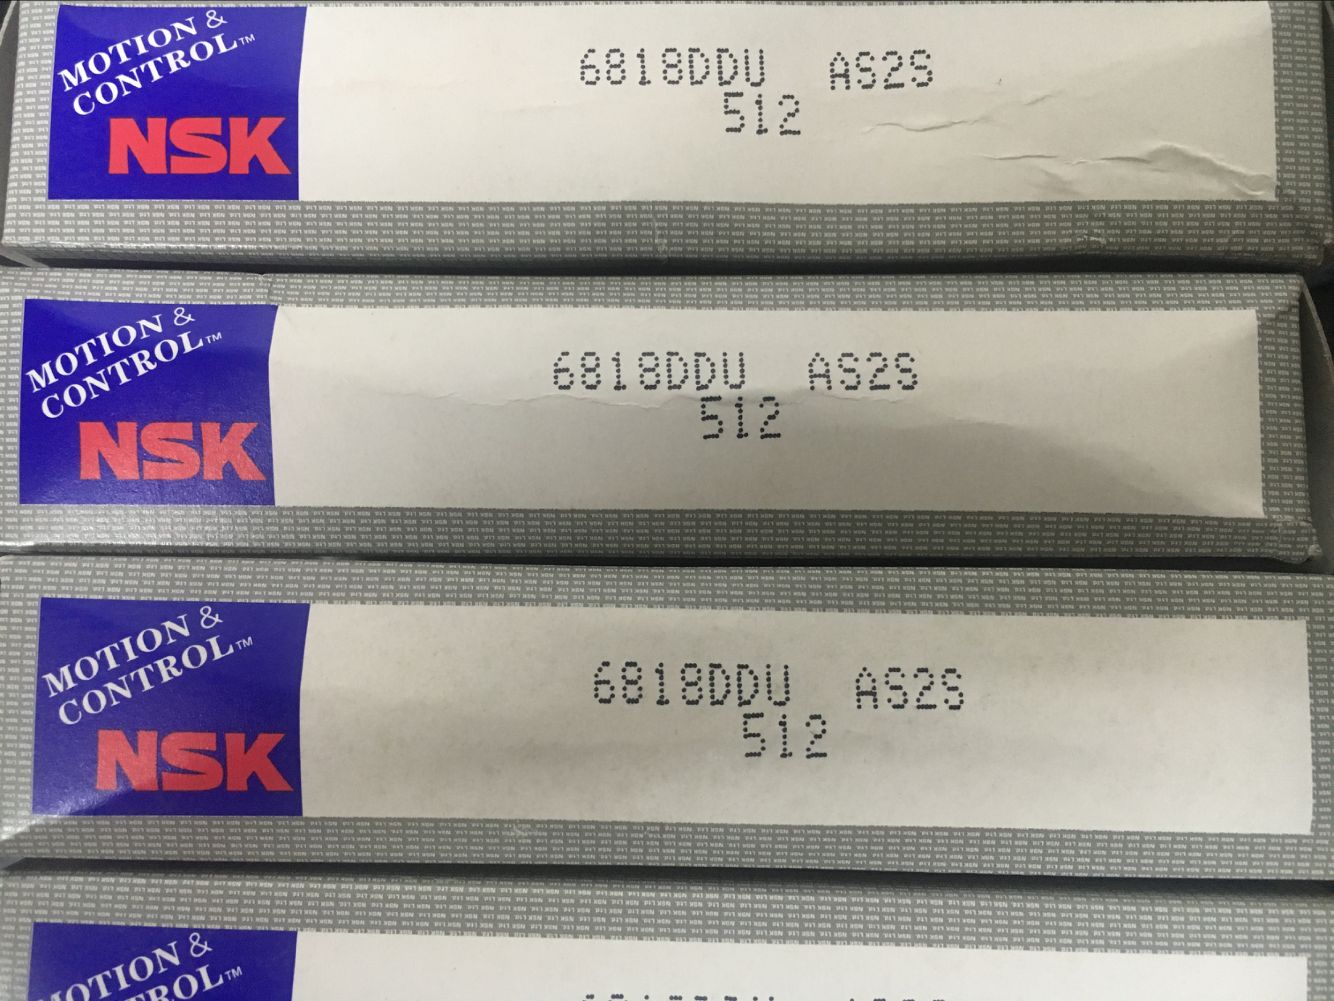 MOTION &
CONTROL™
NSK
6818DDU AS2S
512
MOTION &
CONTROL™
NSK
6818DDU AS2S
512
MOTION &
CONTROL™
NSK
6818DDU AS2S
512
MOTION &